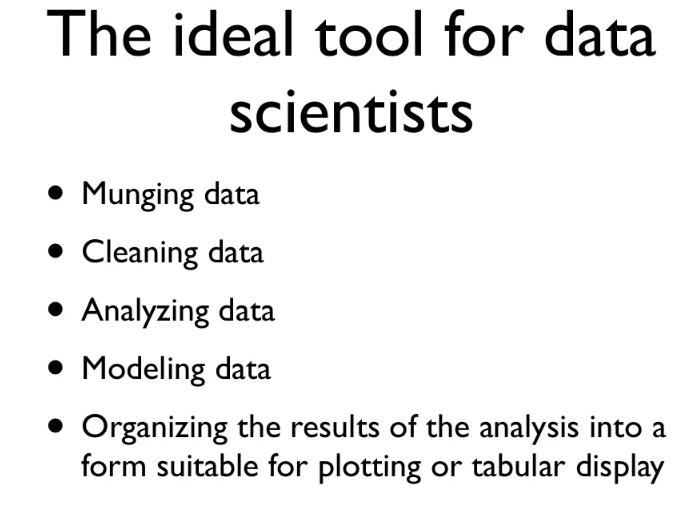 The ideal tool for data
scientists
• Munging data
• Cleaning data
• Analyzing data
• Modeling data
• Organizing the results of the analysis into a
form suitable for plotting or tabular display